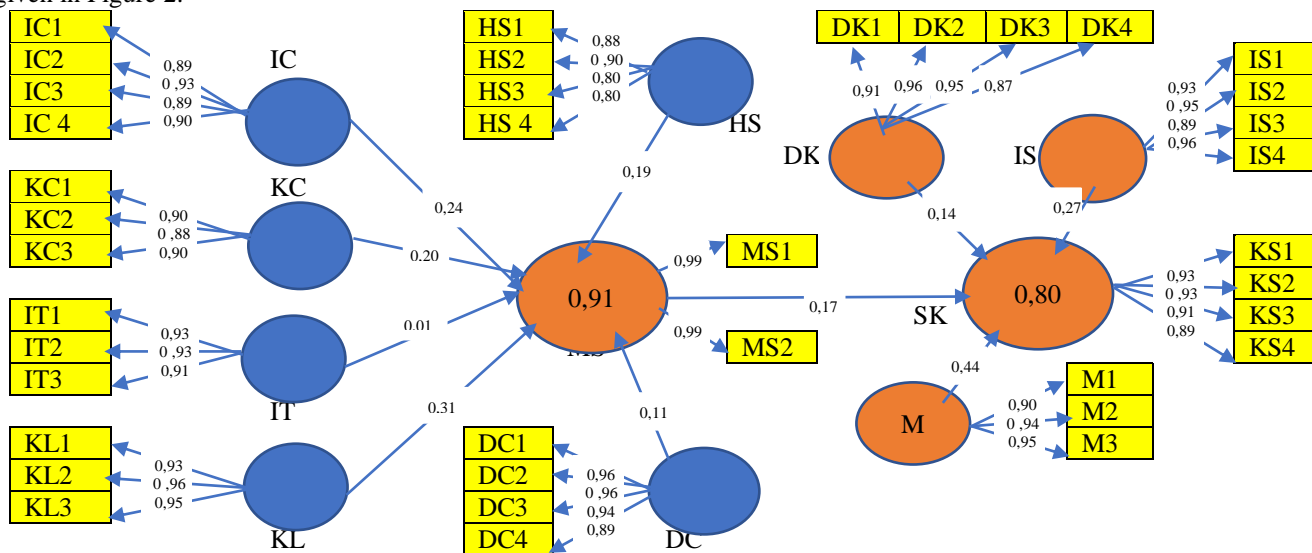 given in Figure 2.
IC1
IC2
IC3
IC 4
0,89
0 ,93
0,89
0,90
IC
KC1
KC2
KC3
0,90
0 ,88
0,90
KC
IT1
IT2
IT3
0,93
0 ,93
0,91
IT
KL1
KL2
KL3
0,93
0 ,96
0,95
KL
HS1
HS2
HS3
HS 4
0,88
0 ,90
0,80
0,80
HS
0,19
0,24
0.20
0.01
0.31
0,11
0,91
MS
0,99
0,99
MS1
MS2
DC1
DC2
DC3
DC4
0,96
0 ,96
0,94
0,89
DC
DK1 DK2 DK3 DK4
0,91
0,96
0,95
0,87
DK
0,14
IS
0,93
0 ,95
0,89
0,96
IS1
IS2
IS3
IS4
0,27
0,17
SK
0,80
0,93
0 ,93
0,91
0,89
KS1
KS2
KS3
KS4
0,44
M
0,90
0 ,94
0,95
M1
M2
M3